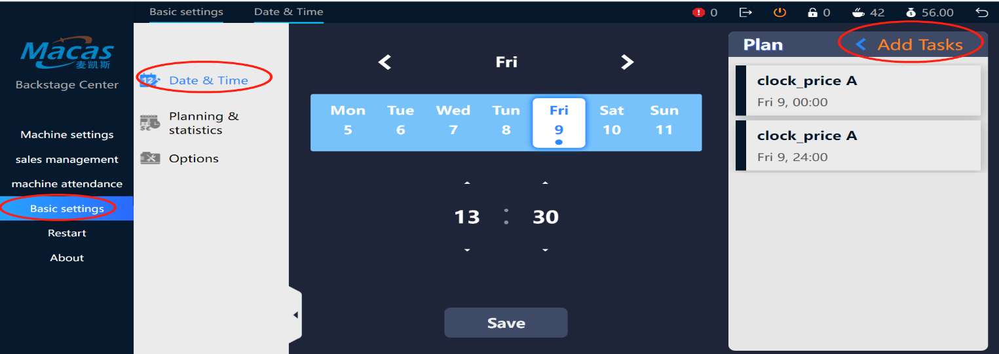 Basic settings
Date & Time
0
0
42
56.00
Macas
麦凯斯
Backstage Center
Machine settings
sales management
machine attendance
Basic settings
Restart
About
12
Date & Time
Planning &
statistics
Options
Fri
Mon Tue Wed Tun Fri Sat Sun
5 6 7 8 9 10 11
13 : 30
Save
Plan
Add Tasks
clock_price A
Fri 9, 00:00
clock_price A
Fri 9, 24:00